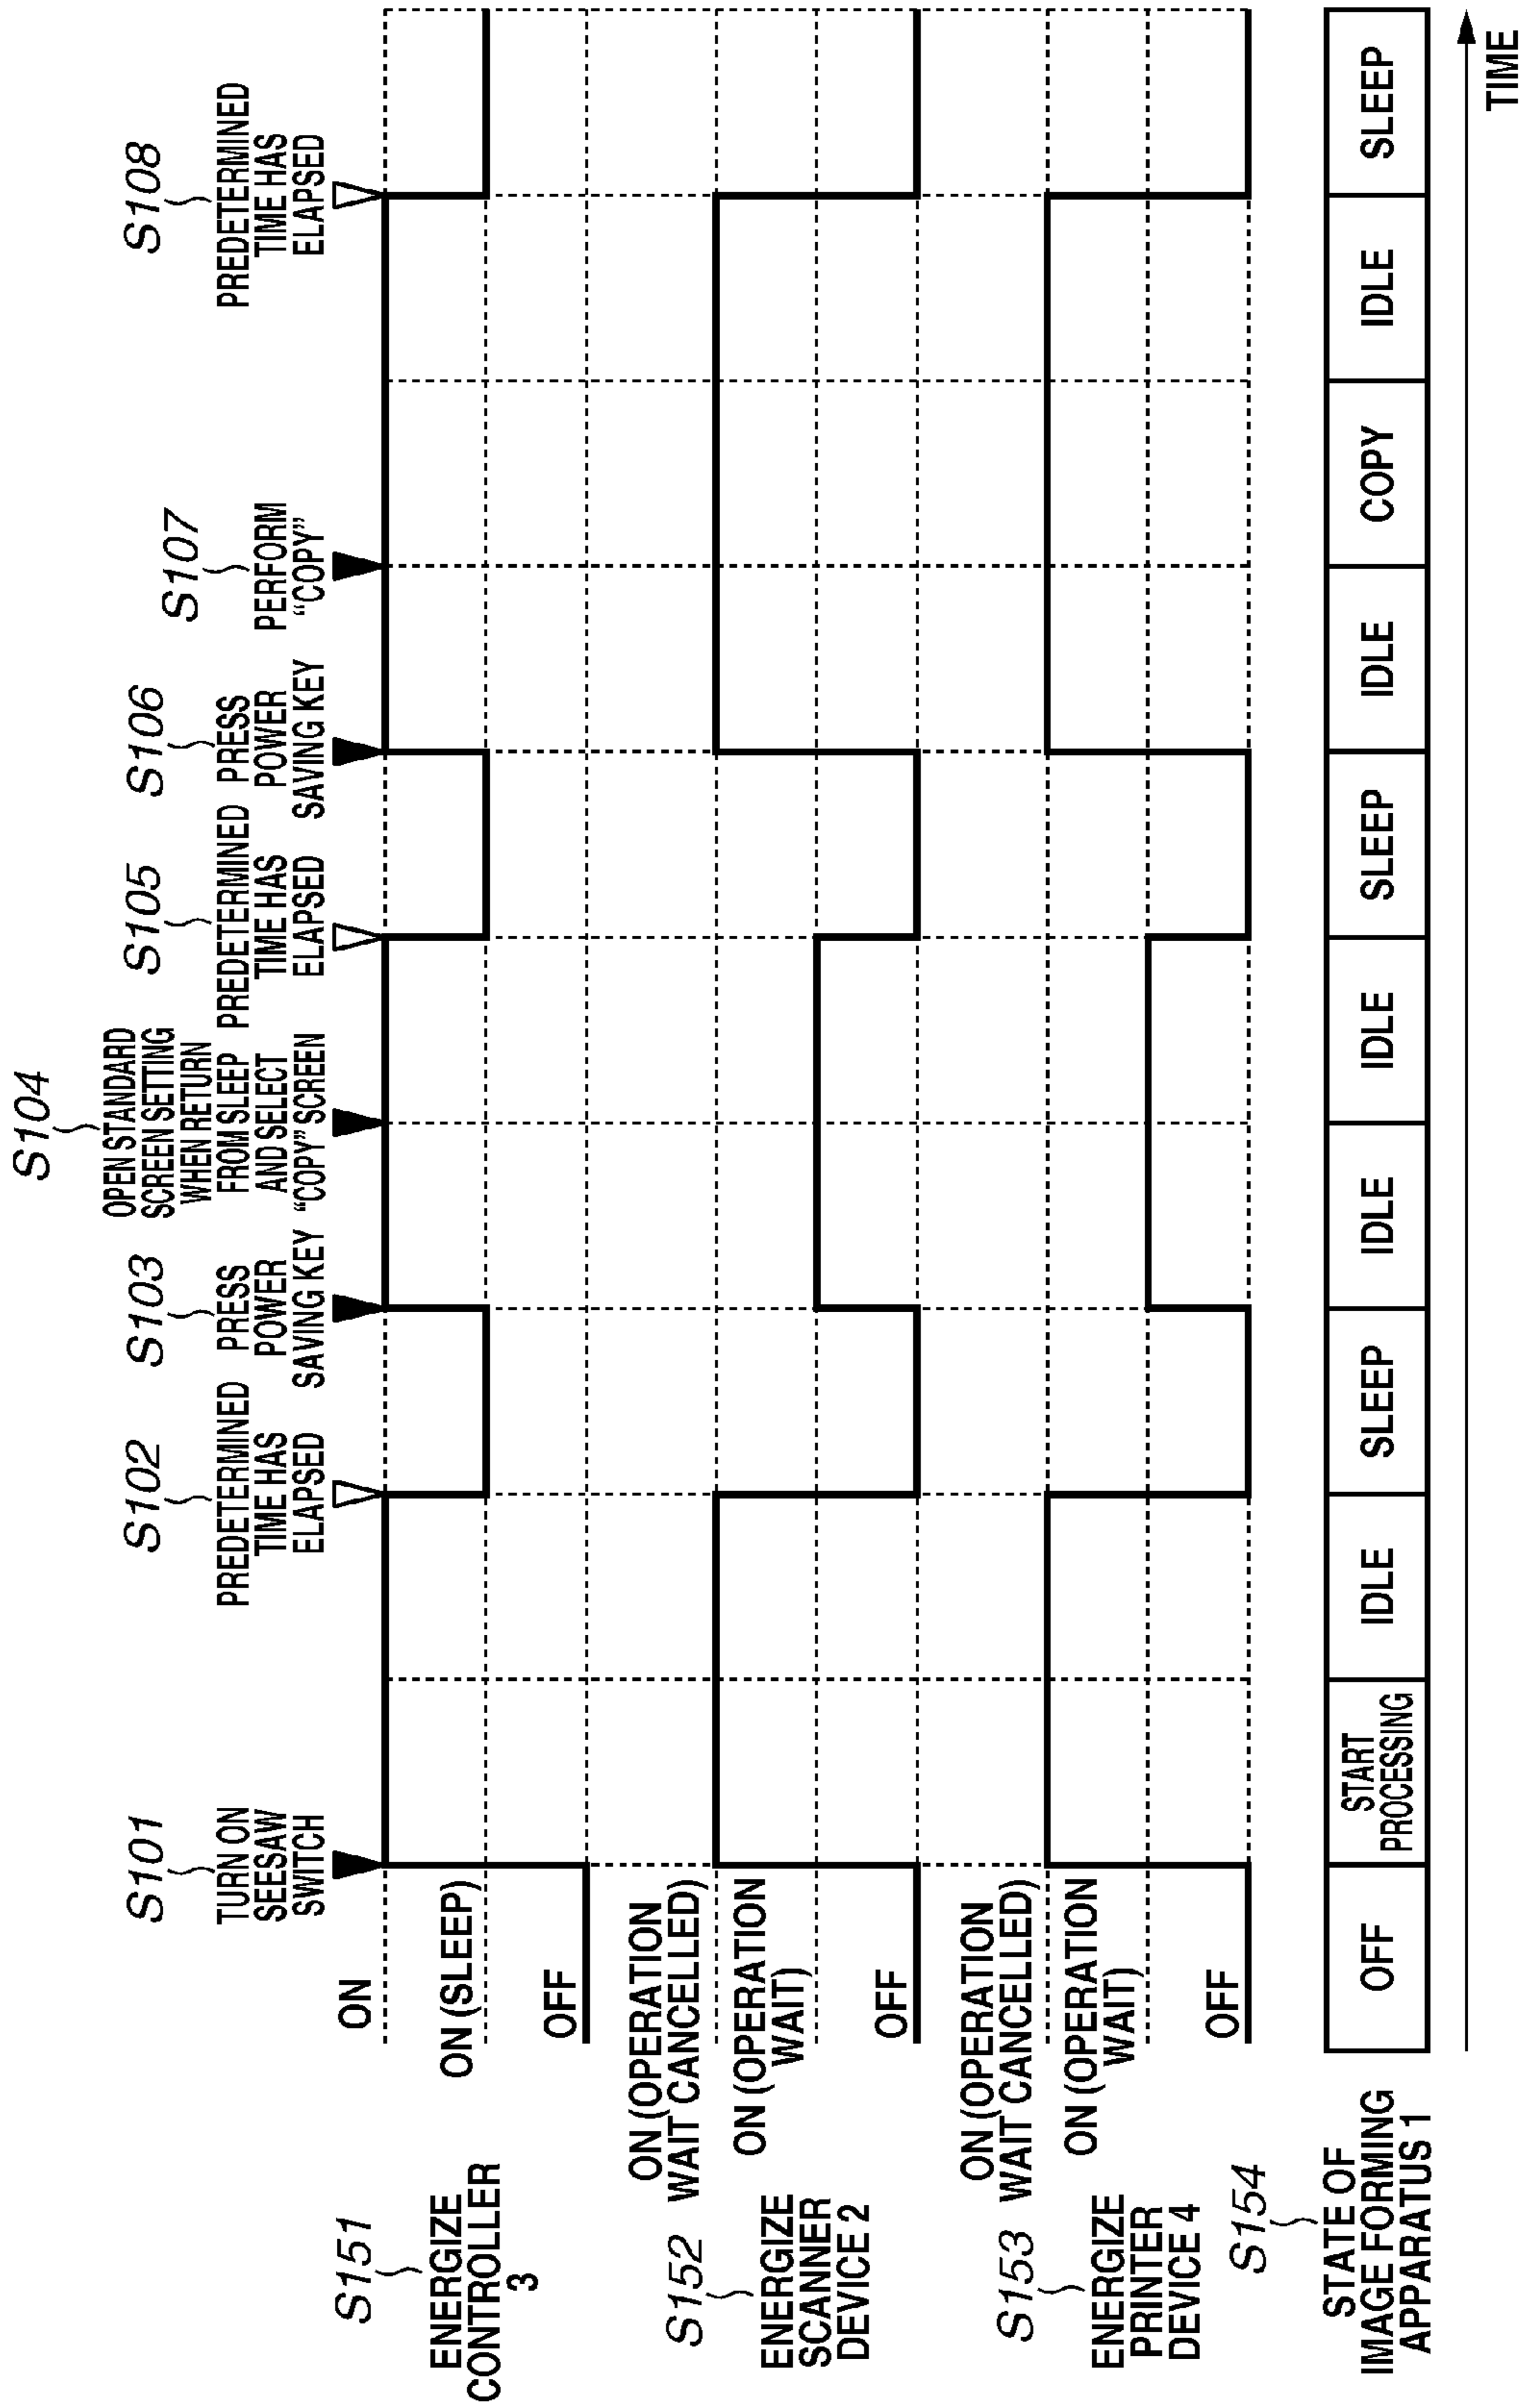 S101
TURN ON
SEESAW
SWITCH
S102
PREDETERMINED
TIME HAS
ELAPSED
S103
PRESS
POWER
SAVING KEY
S104
OPEN STANDARD
SCREEN SETTING
WHEN RETURN
FROM SLEEP
AND SELECT
“COPY” SCREEN
S105
PREDETERMINED
TIME HAS
ELAPSED
S106
PRESS
POWER
SAVING KEY
S107
PERFORM
“COPY”
S108
PREDETERMINED
TIME HAS
ELAPSED
S151
ENERGIZE
CONTROLLER
3
ON
ON (SLEEP)
OFF
S152
ENERGIZE
SCANNER
DEVICE 2
ON (OPERATION
WAIT CANCELLED)
ON (OPERATION
WAIT)
OFF
S153
ENERGIZE
PRINTER
DEVICE 4
ON (OPERATION
WAIT CANCELLED)
ON (OPERATION
WAIT)
OFF
S154
STATE OF
IMAGE FORMING
APPARATUS 1
OFF
START
PROCESSING
IDLE
SLEEP
IDLE
IDLE
SLEEP
IDLE
COPY
IDLE
SLEEP
TIME